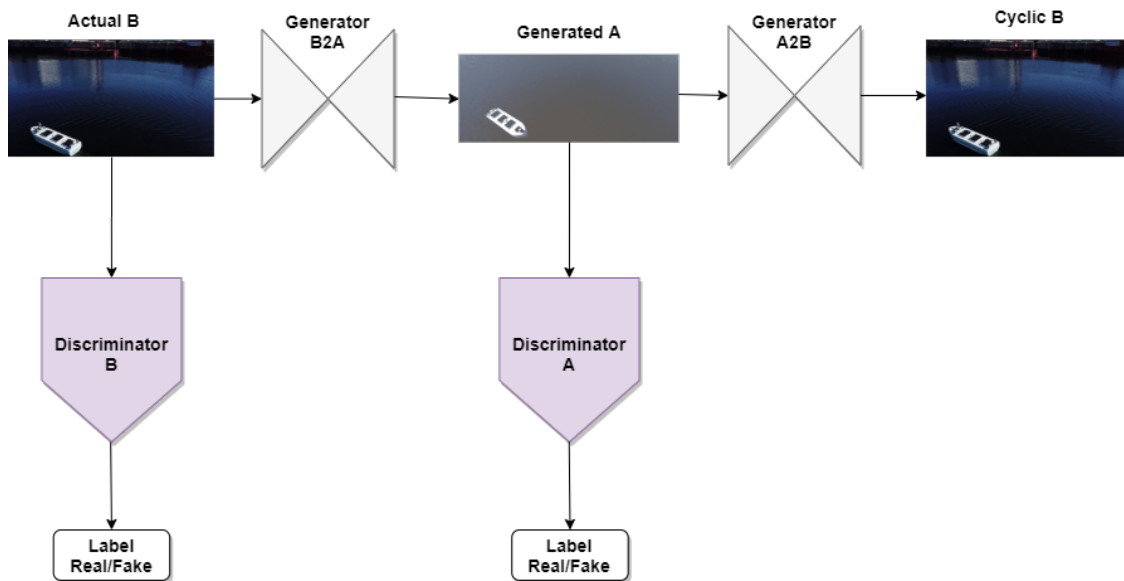 Actual B
Generator
B2A
Generated A
Generator
A2B
Cyclic B
Discriminator
B
Discriminator
A
Label
Real/Fake
Label
Real/Fake